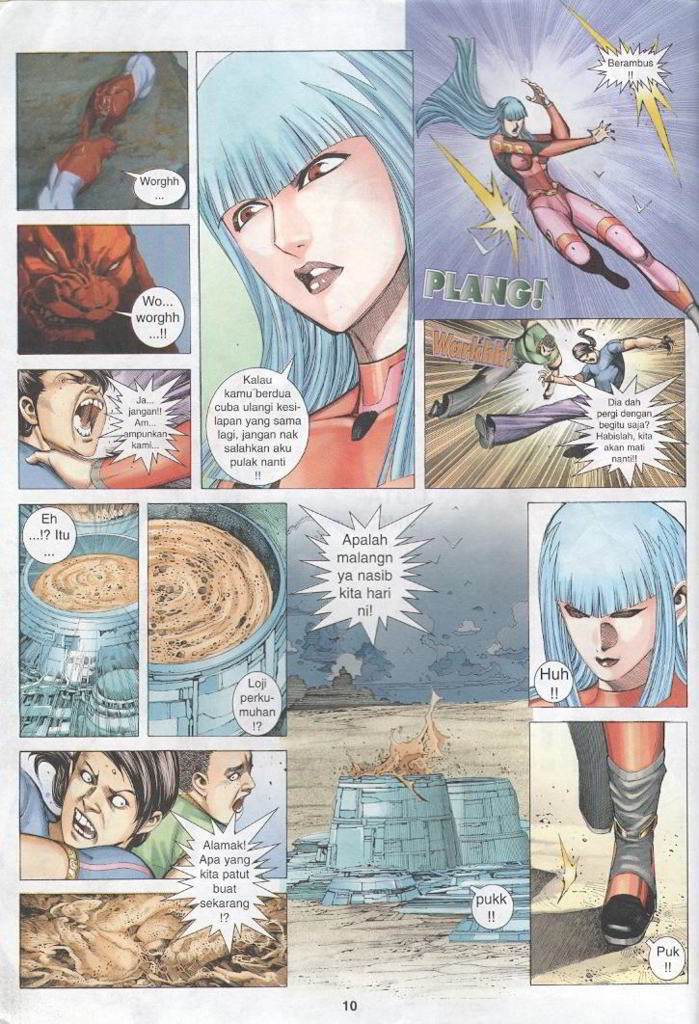 Worghh
...
Wo...
worghh
...!!
Ja...
jangan!!
Am...
ampunkan
kami...
Kalau
kamu berdua
cuba ulangi kesi-
lapan yang sama
lagi, jangan nak
salahkan aku
pulak nanti
!!
Berambus
!!
PLANG!
Workhh!
Dia dah
pergi dengan
begitu saja?
Habislah, kita
akan mati
nanti!!
Eh
...!? Itu
...
Loji
perku-
muhan
!?
Apalah
malangn
ya nasib
kita hari
ni!
Huh
!!
Alamak!
Apa yang
kita patut
buat
sekarang
!?
pukk
!!
Puk
!!
10